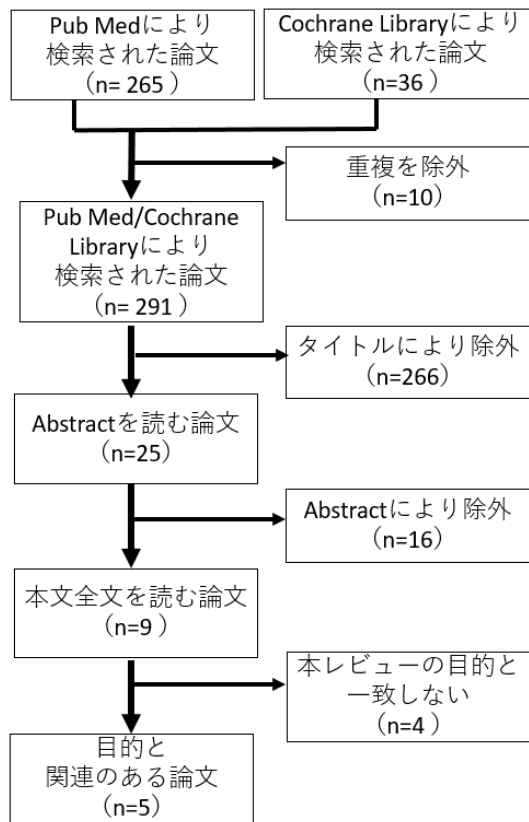 Pub Medにより
検索された論文
（n= 265 ）
Cochrane Libraryにより
検索された論文
（n=36 ）
重複を除外
（n=10）
Pub Med/Cochrane
Libraryにより
検索された論文
（n= 291 ）
タイトルにより除外
（n=266）
Abstractを読む論文
（n=25）
Abstractにより除外
（n=16）
本文全文を読む論文
（n=9 ）
本レビューの目的と
一致しない
（n=4 ）
目的と
関連のある論文
（n=5）